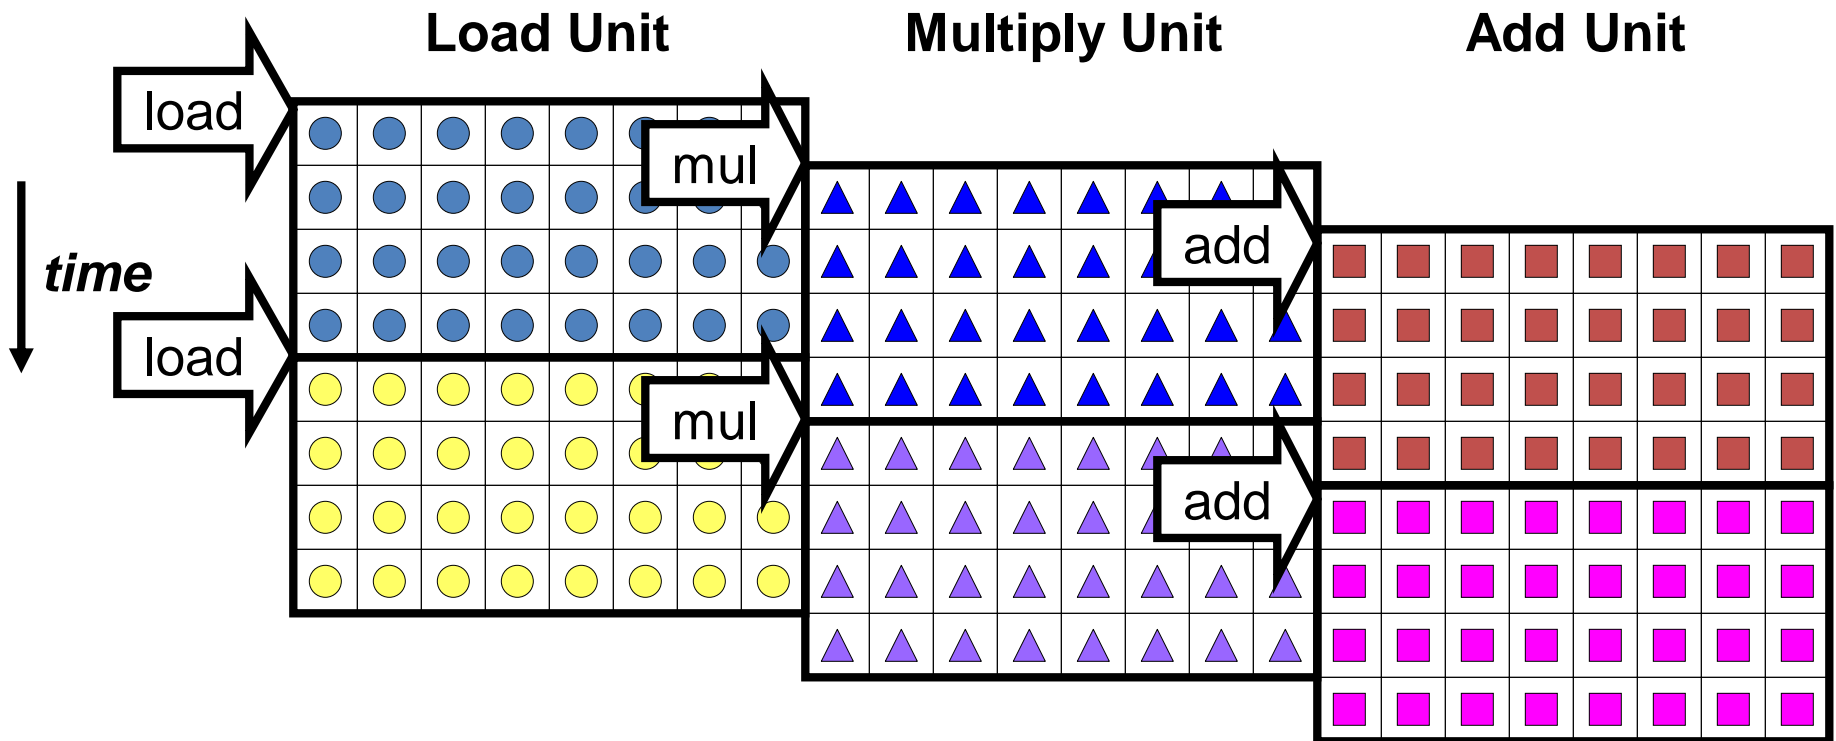 Load Unit
Multiply Unit
Add Unit
load
mul
add
time
load
mul
add